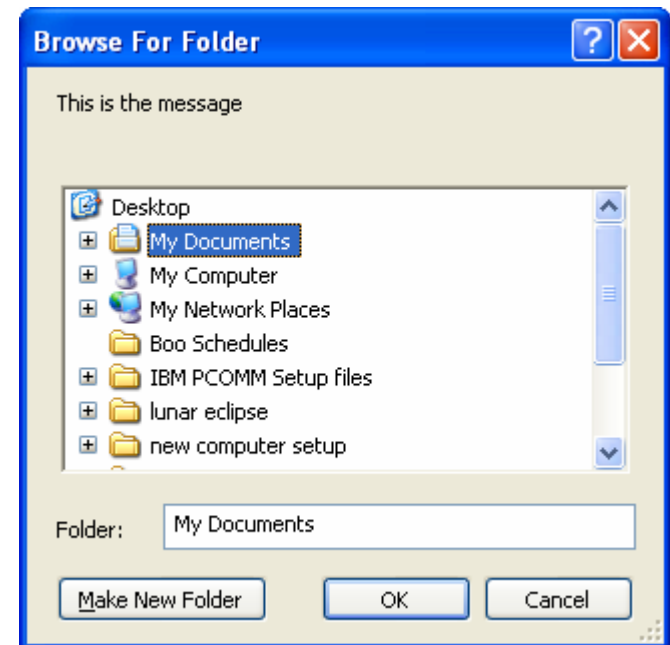 Browse For Folder
This is the message
Desktop
My Documents
My Computer
My Network Places
Boo Schedules
IBM PCOMM Setup files
lunar eclipse
new computer setup
Folder: My Documents
Make New Folder OK Cancel